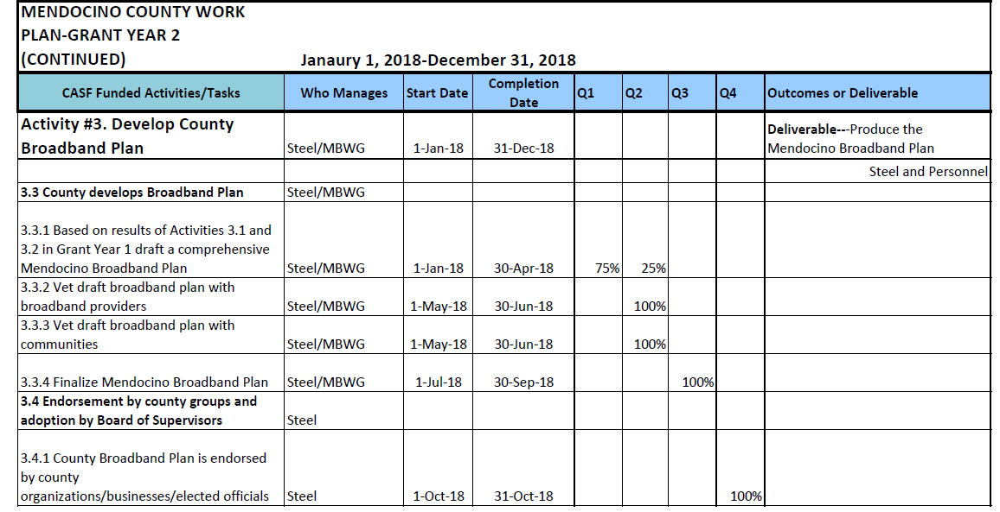 MENDOCINO COUNTY WORK
PLAN-GRANT YEAR 2
(CONTINUED) Janaury 1, 2018-December 31, 2018
CASF Funded Activities/Tasks Who Manages Start Date Completion Date Q1 Q2 Q3 Q4 Outcomes or Deliverable
Activity #3. Develop County
Broadband Plan Steel/MBWG 1-Jan-18 31-Dec-18 Deliverable---Produce the
Mendocino Broadband Plan
Steel and Personnel
3.3 County develops Broadband Plan Steel/MBWG
3.3.1 Based on results of Activities 3.1 and
3.2 in Grant Year 1 draft a comprehensive
Mendocino Broadband Plan Steel/MBWG 1-Jan-18 30-Apr-18 75% 25%
3.3.2 Vet draft broadband plan with
broadband providers Steel/MBWG 1-May-18 30-Jun-18 100%
3.3.3 Vet draft broadband plan with
communities Steel/MBWG 1-May-18 30-Jun-18 100%
3.3.4 Finalize Mendocino Broadband Plan Steel/MBWG 1-Jul-18 30-Sep-18 100%
3.4 Endorsement by county groups and
adoption by Board of Supervisors Steel
3.4.1 County Broadband Plan is endorsed
by county
organizations/businesses/elected officials Steel 1-Oct-18 31-Oct-18 100%